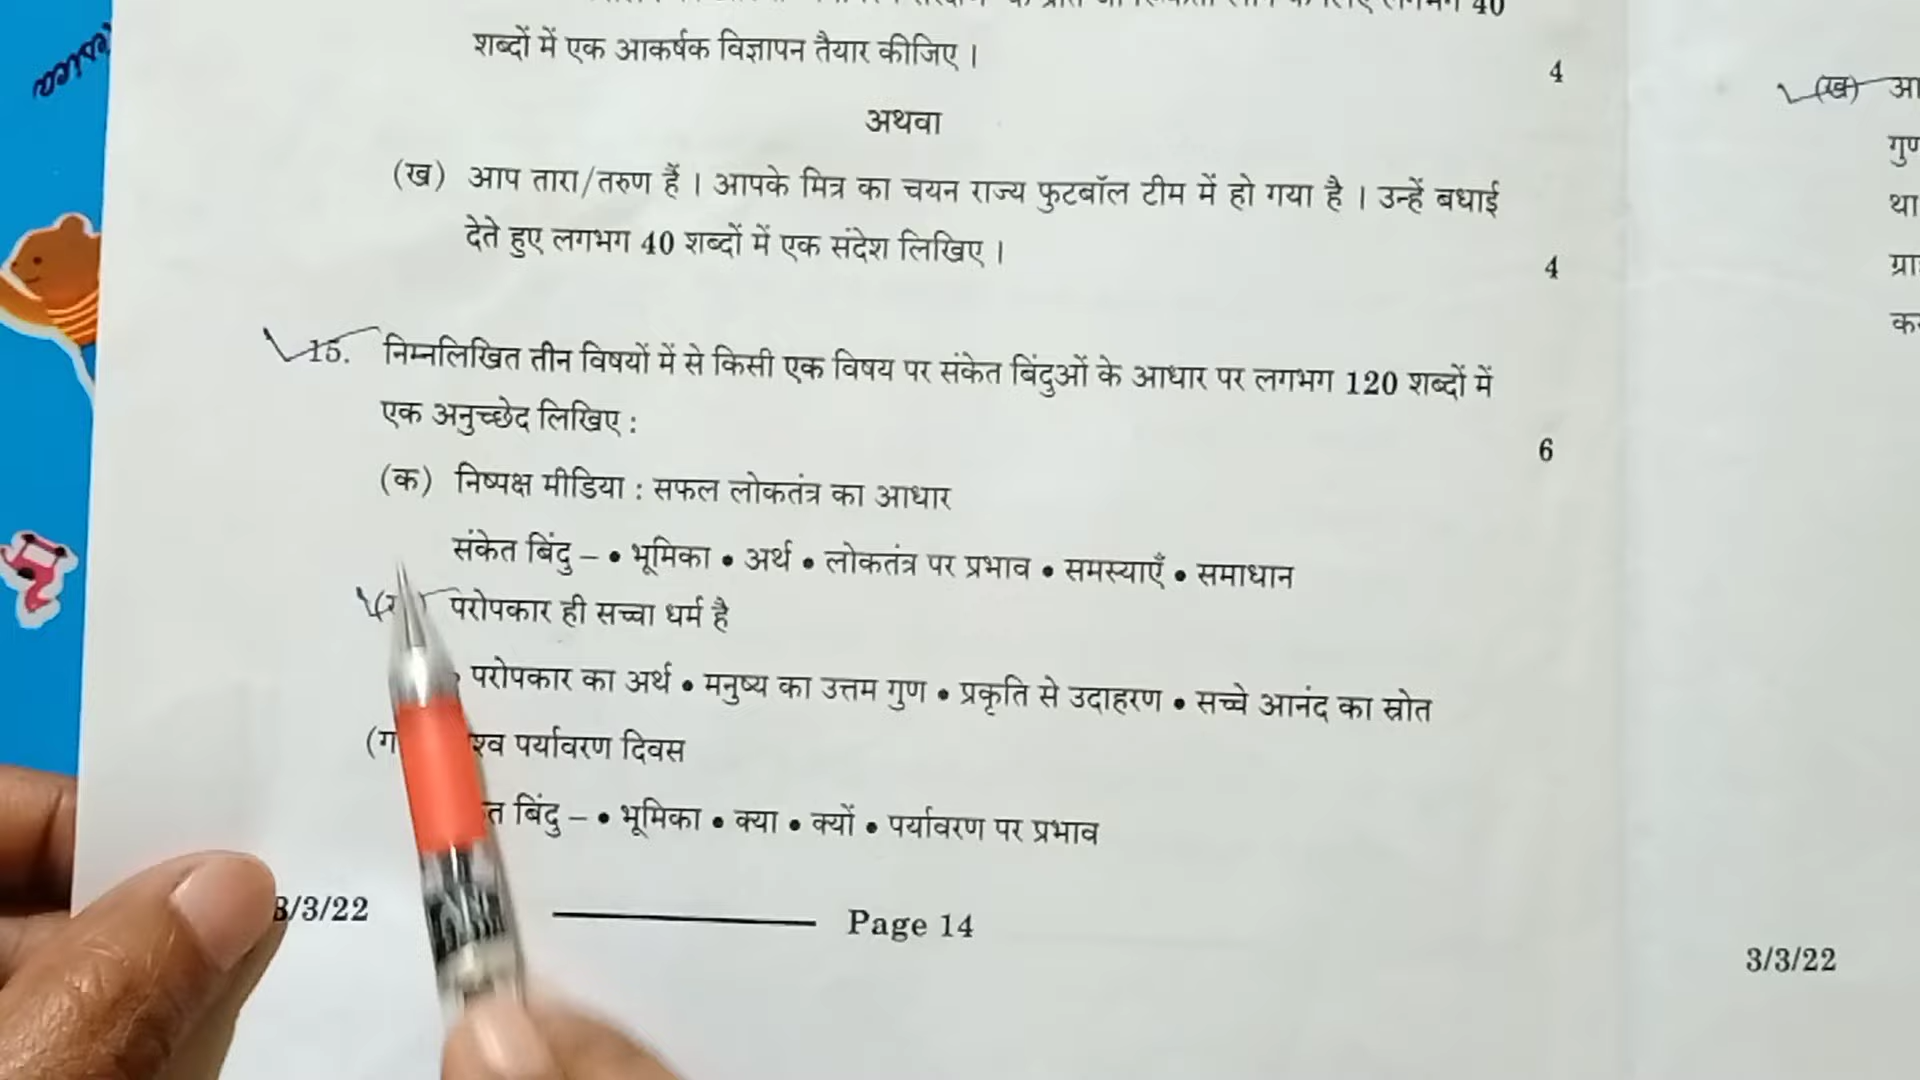 40
शब्दों में एक आकर्षक विज्ञापन तैयार कीजिए ।
4
अथवा
(ख) आप तारा/तरुण हैं । आपके मित्र का चयन राज्य फुटबॉल टीम में हो गया है । उन्हें बधाई
देते हुए लगभग 40 शब्दों में एक संदेश लिखिए ।
4
15. निम्नलिखित तीन विषयों में से किसी एक विषय पर संकेत बिंदुओं के आधार पर लगभग 120 शब्दों में
एक अनुच्छेद लिखिए :
6
(क) निष्पक्ष मीडिया : सफल लोकतंत्र का आधार
संकेत बिंदु – • भूमिका • अर्थ • लोकतंत्र पर प्रभाव • समस्याएँ • समाधान
परोपकार ही सच्चा धर्म है
• परोपकार का अर्थ • मनुष्य का उत्तम गुण • प्रकृति से उदाहरण • सच्चे आनंद का स्रोत
(ग पर्यावरण दिवस
बिंदु – • भूमिका • क्या • क्यों • पर्यावरण पर प्रभाव
3/3/22 Page 14
(ख) आ
गुण
था
ग्रा
3/3/22